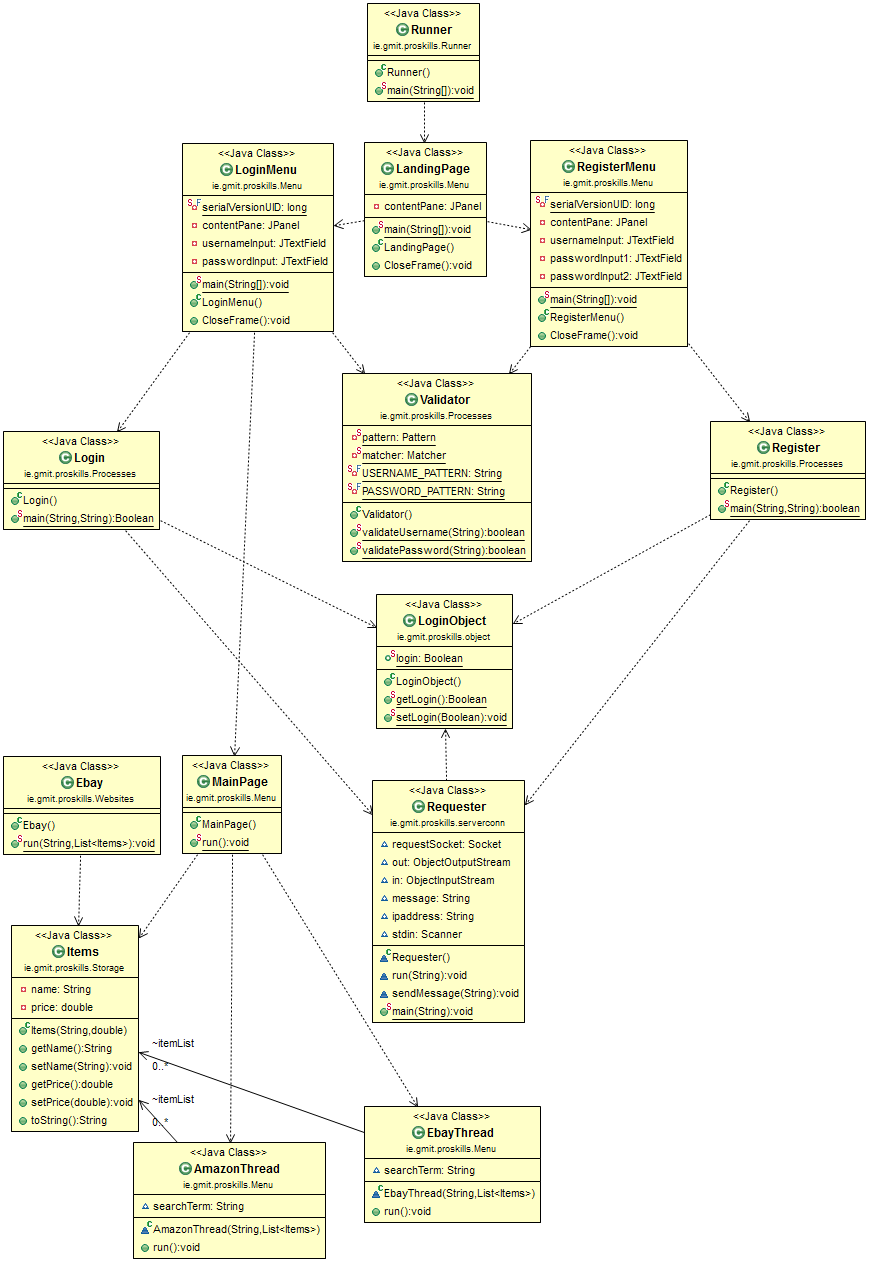 <<Java Class>>
Runner
ie.gmit.proskills.Runner
Runner()
main(String[]):void
<<Java Class>>
LoginMenu
ie.gmit.proskills.Menu
serialVersionUID: long
contentPane: JPanel
usernameInput: JTextField
passwordInput: JTextField
main(String[]):void
LoginMenu()
CloseFrame():void
<<Java Class>>
LandingPage
ie.gmit.proskills.Menu
contentPane: JPanel
main(String[]):void
LandingPage()
CloseFrame():void
<<Java Class>>
RegisterMenu
ie.gmit.proskills.Menu
serialVersionUID: long
contentPane: JPanel
usernameInput: JTextField
passwordInput1: JTextField
passwordInput2: JTextField
main(String[]):void
RegisterMenu()
CloseFrame():void
<<Java Class>>
Validator
ie.gmit.proskills.Processes
pattern: Pattern
matcher: Matcher
USERNAME_PATTERN: String
PASSWORD_PATTERN: String
Validator()
validateUsername(String):boolean
validatePassword(String):boolean
<<Java Class>>
Login
ie.gmit.proskills.Processes
Login()
main(String,String):Boolean
<<Java Class>>
Register
ie.gmit.proskills.Processes
Register()
main(String,String):boolean
<<Java Class>>
LoginObject
ie.gmit.proskills.object
login: Boolean
LoginObject()
getLogin():Boolean
setLogin(Boolean):void
<<Java Class>>
Ebay
ie.gmit.proskills.Websites
Ebay()
run(String,List<Items>):void
<<Java Class>>
MainPage
ie.gmit.proskills.Menu
MainPage()
run():void
<<Java Class>>
Requester
ie.gmit.proskills.serverconn
requestSocket: Socket
out: ObjectOutputStream
in: ObjectInputStream
message: String
ipaddress: String
stdin: Scanner
Requester()
run(String):void
sendMessage(String):void
main(String):void
<<Java Class>>
Items
ie.gmit.proskills.Storage
name: String
price: double
Items(String,double)
getName():String
setName(String):void
getPrice():double
setPrice(double):void
toString():String
~itemList
0..*
~itemList
0..*
<<Java Class>>
EbayThread
ie.gmit.proskills.Menu
searchTerm: String
EbayThread(String,List<Items>)
run():void
<<Java Class>>
AmazonThread
ie.gmit.proskills.Menu
searchTerm: String
AmazonThread(String,List<Items>)
run():void